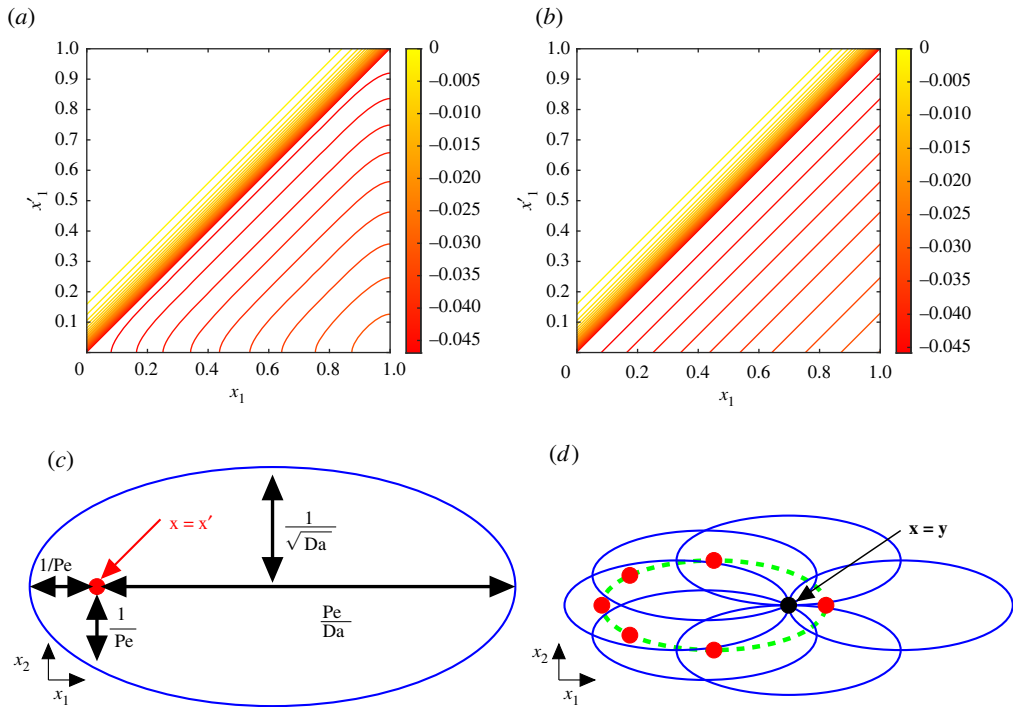 (a)
1.0
0.9
0.8
0.7
0.6
0.5
0.4
0.3
0.2
0.1
x′1
0 0.2 0.4 0.6 0.8 1.0
x1
0
–0.005
–0.010
–0.015
–0.020
–0.025
–0.030
–0.035
–0.040
–0.045
(b)
1.0
0.9
0.8
0.7
0.6
0.5
0.4
0.3
0.2
0.1
x′1
0 0.2 0.4 0.6 0.8 1.0
x1
0
–0.005
–0.010
–0.015
–0.020
–0.025
–0.030
–0.035
–0.040
–0.045
(c)
x = x′
1/Pe
1/√Da
1/Pe
Pe/Da
x2
x1
(d)
x = y
x2
x1